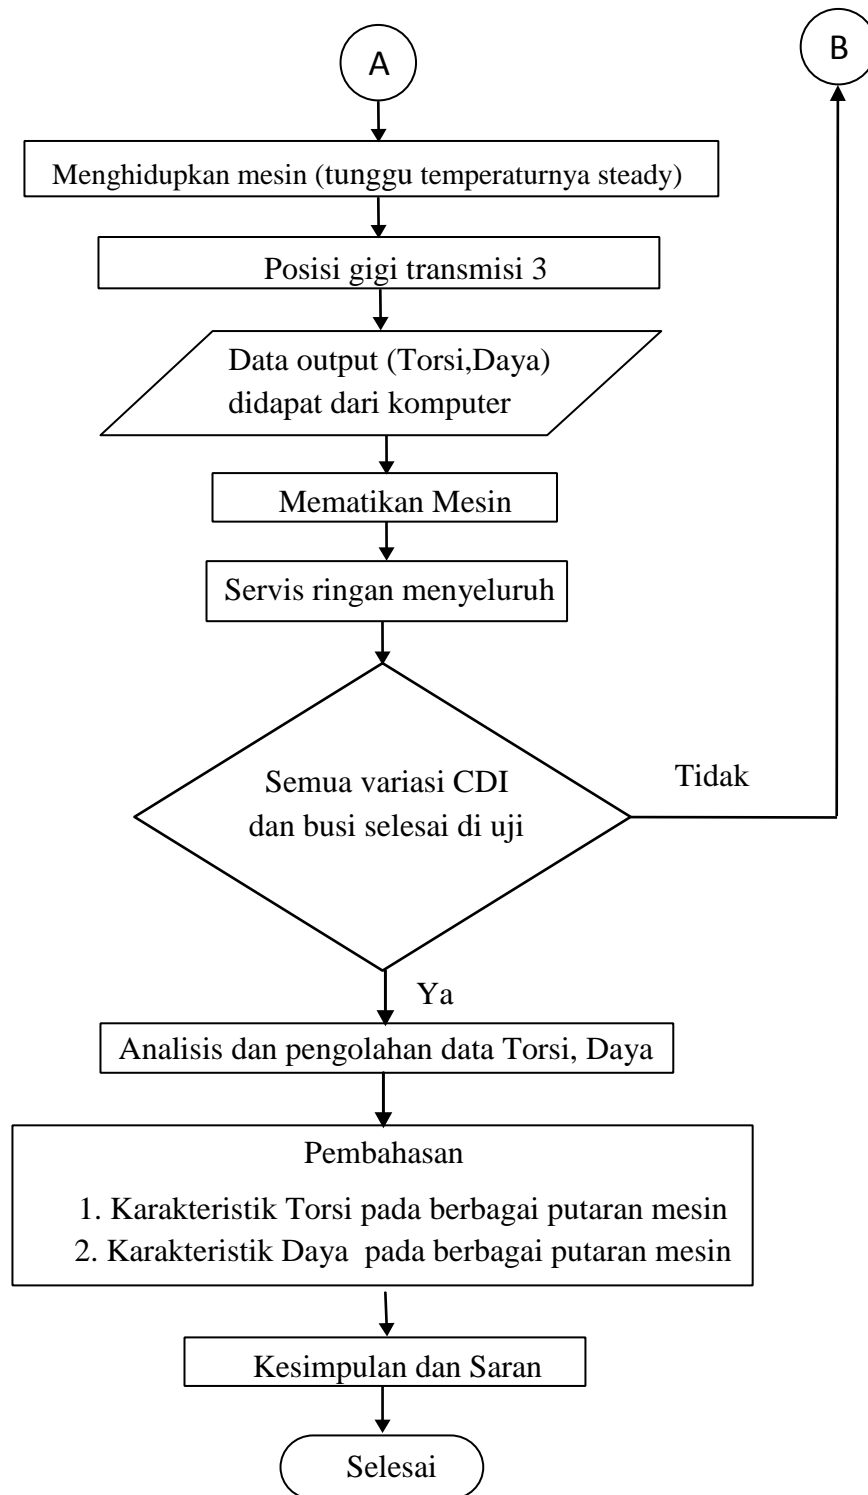 A
B
Menghidupkan mesin (tunggu temperaturnya steady)
Posisi gigi transmisi 3
Data output (Torsi,Daya)
didapat dari komputer
Mematikan Mesin
Servis ringan menyeluruh
Semua variasi CDI
dan busi selesai di uji
Tidak
Ya
Analisis dan pengolahan data Torsi, Daya
Pembahasan
1. Karakteristik Torsi pada berbagai putaran mesin
2. Karakteristik Daya pada berbagai putaran mesin
Kesimpulan dan Saran
Selesai